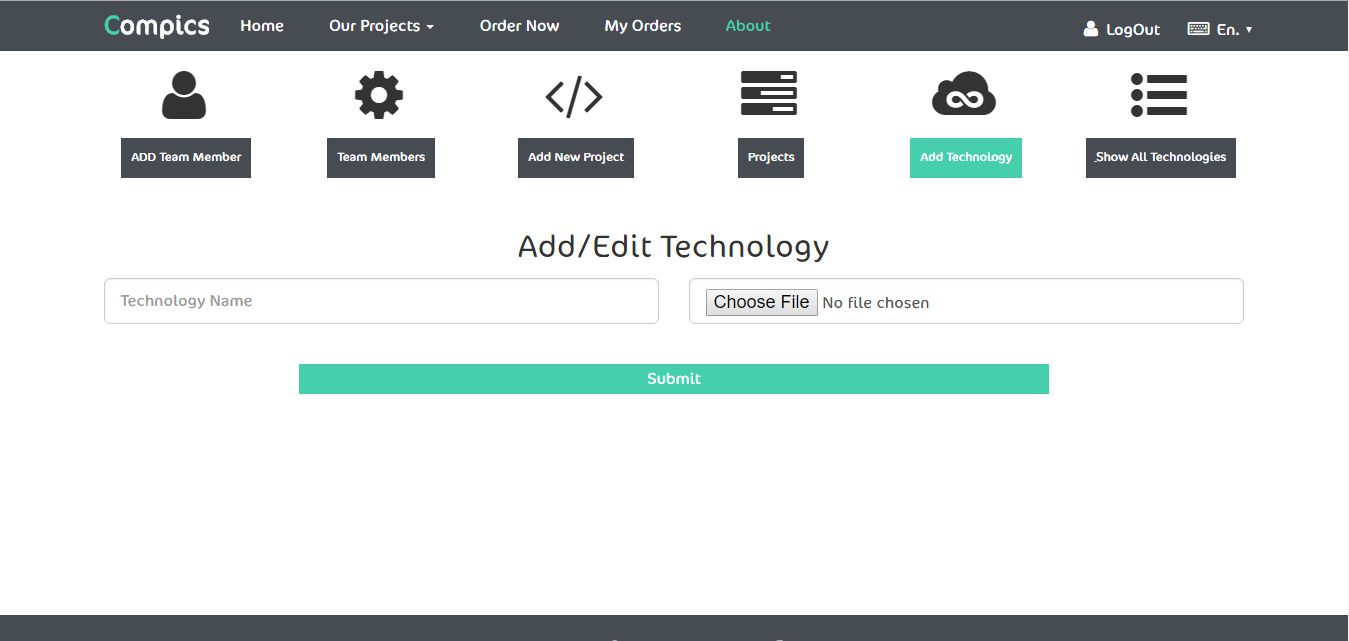 Compics Home Our Projects Order Now My Orders About LogOut En.
ADD Team Member Team Members Add New Project Projects Add Technology Show All Technologies
Add/Edit Technology
Technology Name Choose File No file chosen
Submit